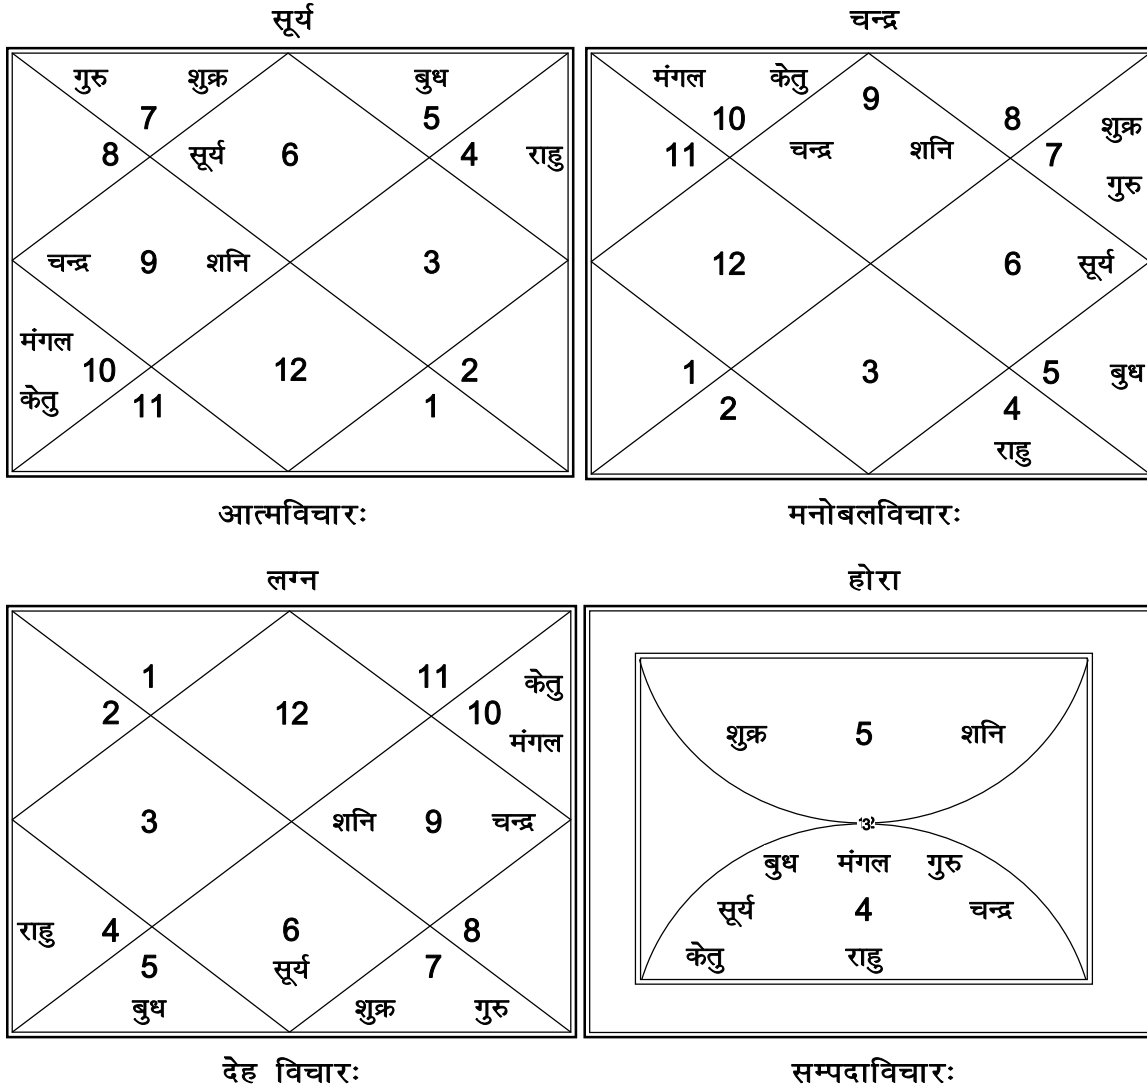 सूर्य
गुरु शुक्र बुध
7 5
8 सूर्य 6 4 राहु
चन्द्र 9 शनि 3
मंगल
10 12 2
केतु 11 1
आत्मविचारः
चन्द्र
मंगल केतु 9
10 8 शुक्र
11 चन्द्र शनि 7
गुरु
12 6 सूर्य
1 3 5 बुध
2 4
राहु
मनोबलविचारः
लग्न
1 11 केतु
2 12 10
मंगल
3 शनि 9 चन्द्र
राहु 4 6 8
5 सूर्य 7
बुध शुक्र गुरु
देह विचारः
होरा
शुक्र 5 शनि
बुध मंगल गुरु
सूर्य 4 चन्द्र
केतु राहु
सम्पदाविचारः